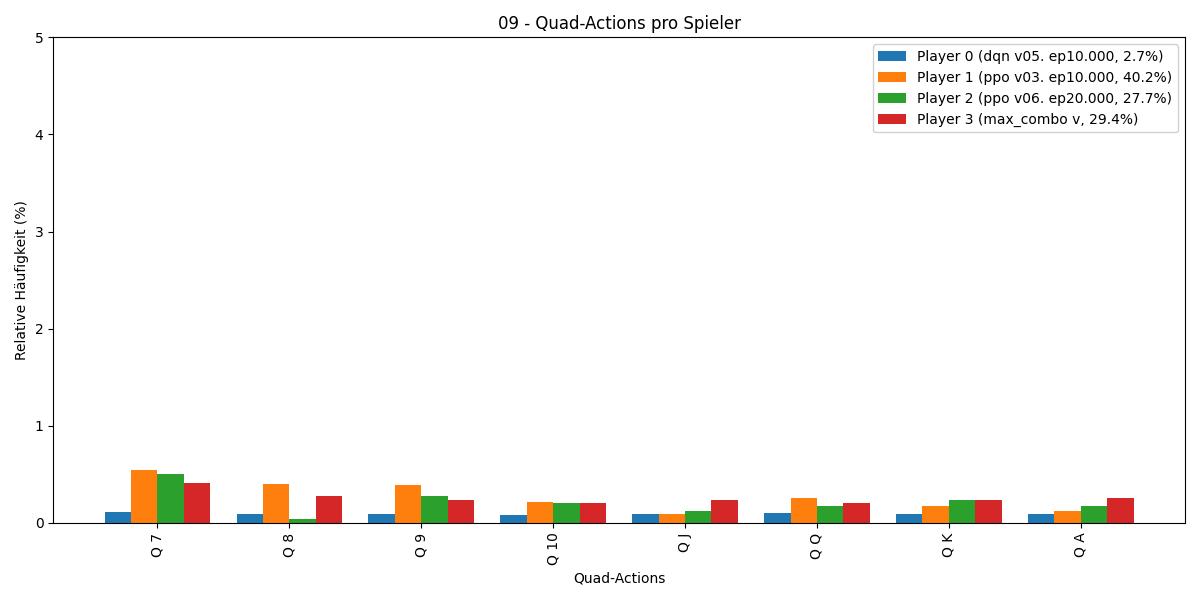 09 - Quad-Actions pro Spieler
Player 0 (dqn v05. ep10.000, 2.7%)
Player 1 (ppo v03. ep10.000, 40.2%)
Player 2 (ppo v06. ep20.000, 27.7%)
Player 3 (max_combo v, 29.4%)
Relative Häufigkeit (%)
5
4
3
2
1
0
Q 7
Q 8
Q 9
Q 10
Q J
Q Q
Q K
Q A
Quad-Actions